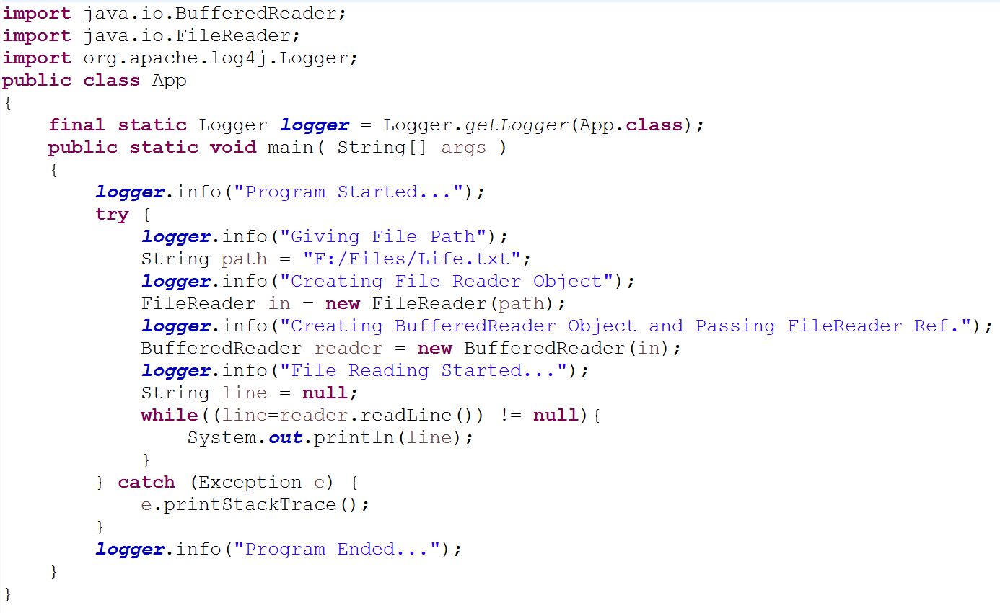 import java.io.BufferedReader;
import java.io.FileReader;
import org.apache.log4j.Logger;
public class App
{
    final static Logger logger = Logger.getLogger(App.class);
    public static void main( String[] args )
    {
        logger.info("Program Started...");
        try {
            logger.info("Giving File Path");
            String path = "F:/Files/Life.txt";
            logger.info("Creating File Reader Object");
            FileReader in = new FileReader(path);
            logger.info("Creating BufferedReader Object and Passing FileReader Ref.");
            BufferedReader reader = new BufferedReader(in);
            logger.info("File Reading Started...");
            String line = null;
            while((line=reader.readLine()) != null){
                System.out.println(line);
            }
        } catch (Exception e) {
            e.printStackTrace();
        }
        logger.info("Program Ended...");
    }
}